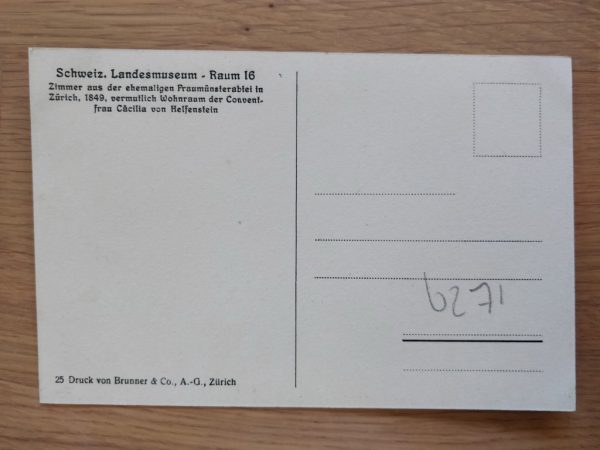 Schweiz. Landesmuseum - Raum 16
Zimmer aus der ehemaligen Fraumünsterabtei in
Zürich, 1849, vermutlich Wohnraum der Convent-
frau Cäcilia von Helfenstein
25 Druck von Brunner & Co., A.-G., Zürich